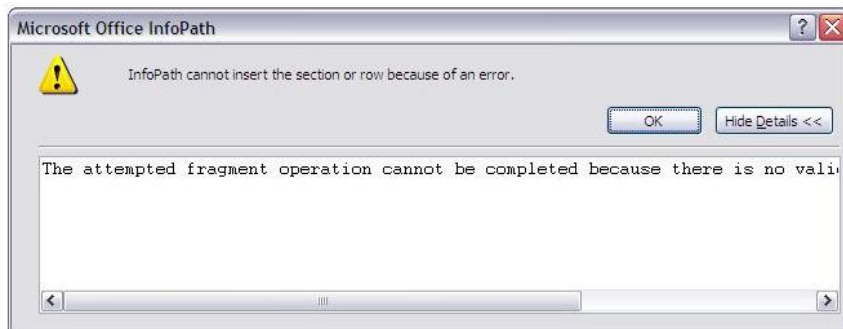 Microsoft Office InfoPath
InfoPath cannot insert the section or row because of an error.
OK
Hide Details <<
The attempted fragment operation cannot be completed because there is no